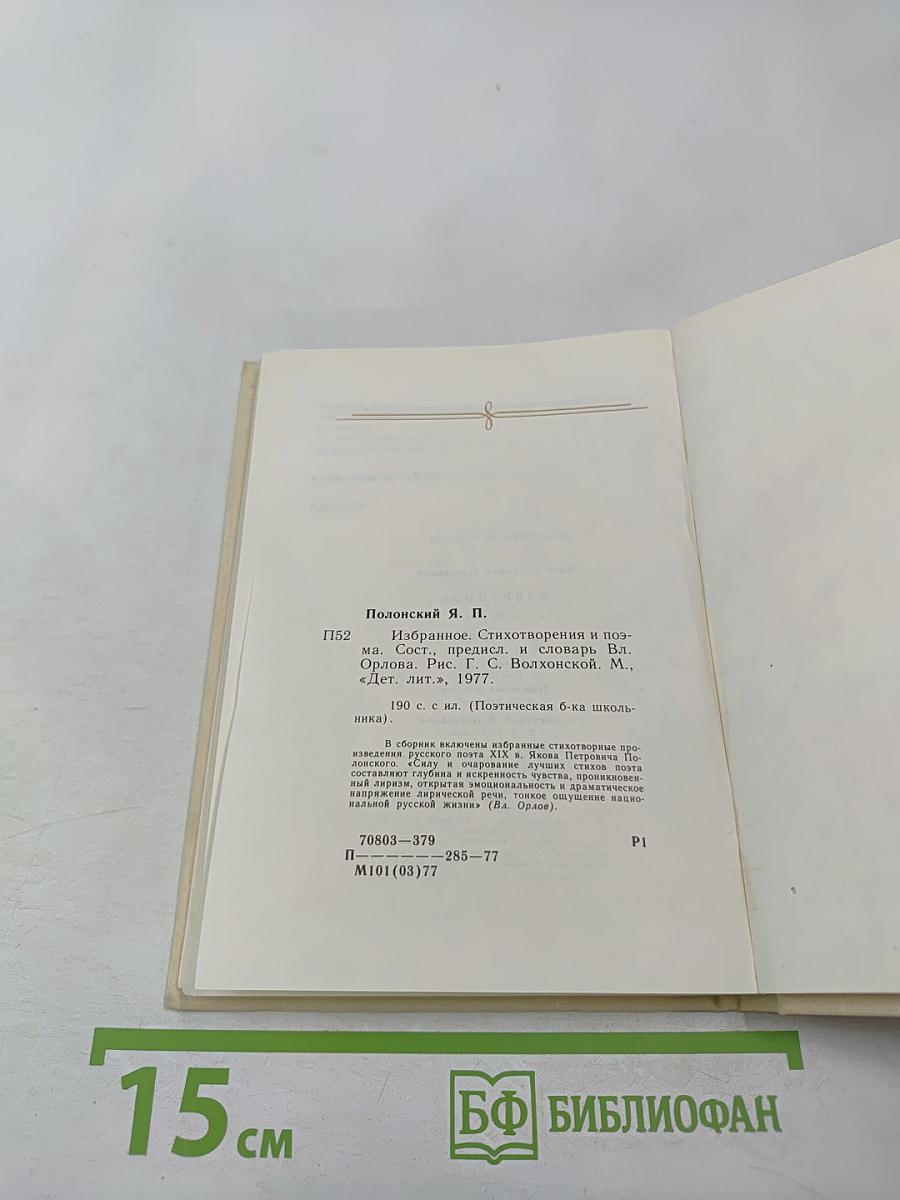 Полонский Я. П.
П52 Избранное. Стихотворения и поэ-
ма. Сост., предисл. и словарь Вл.
Орлова. Рис. Г. С. Волхонской. М.,
«Дет. лит.», 1977.
190 с. с ил. (Поэтическая б-ка школь-
ника).
В сборник включены избранные стихотворные про-
изведения русского поэта XIX в. Якова Петровича По-
лонского. «Силу и очарование лучших стихов поэта
составляют глубина и искренность чувства, проникновен-
ный лиризм, открытая эмоциональность и драматическое
напряжение лирической речи, тонкое ощущение нацио-
нальной русской жизни» (Вл. Орлов).
70803—379
П——————285—77 Р1
М101(03)77
15 см
БФ БИБЛИОФАН